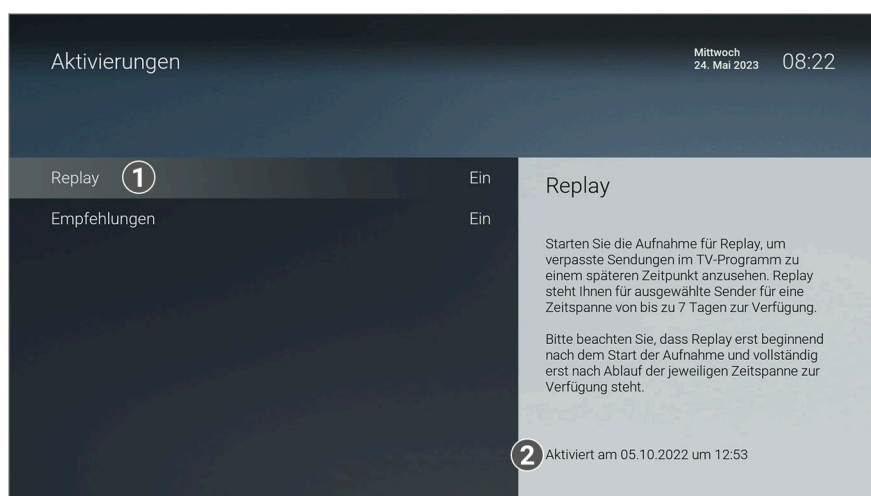 Aktivierungen
Mittwoch
24. Mai 2023
08:22
Replay 1 Ein
Empfehlungen Ein
Replay
Starten Sie die Aufnahme für Replay, um
verpasste Sendungen im TV-Programm zu
einem späteren Zeitpunkt anzusehen. Replay
steht Ihnen für ausgewählte Sender für eine
Zeitspanne von bis zu 7 Tagen zur Verfügung.
Bitte beachten Sie, dass Replay erst beginnend
nach dem Start der Aufnahme und vollständig
erst nach Ablauf der jeweiligen Zeitspanne zur
Verfügung steht.
2 Aktiviert am 05.10.2022 um 12:53